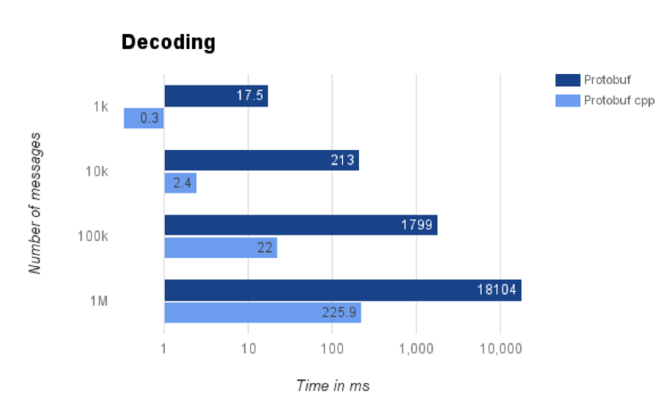 Decoding
Protobuf
Protobuf cpp
Number of messages
1k
17.5
0.3
10k
213
2.4
100k
1799
22
1M
18104
225.9
1
10
100
1,000
10,000
Time in ms